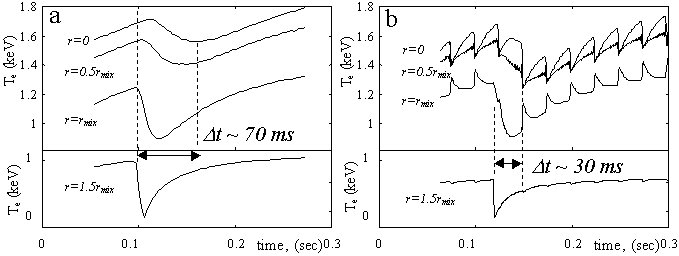 a
1.8
1.6
1.4
1.2
1
1
0
T_e (keV)
T_e (keV)
r=0
r=0.5r_mix
r=r_mix
r=1.5r_mix
Δt ~ 70 ms
0
0.1
0.2
0.3
time, (sec)
b
1.8
1.6
1.4
1.2
1
1
0
T_e (keV)
T_e (keV)
r=0
r=0.5r_mix
r=r_mix
r=1.5r_mix
Δt ~ 30 ms
0
0.1
0.2
0.3
time, (sec)